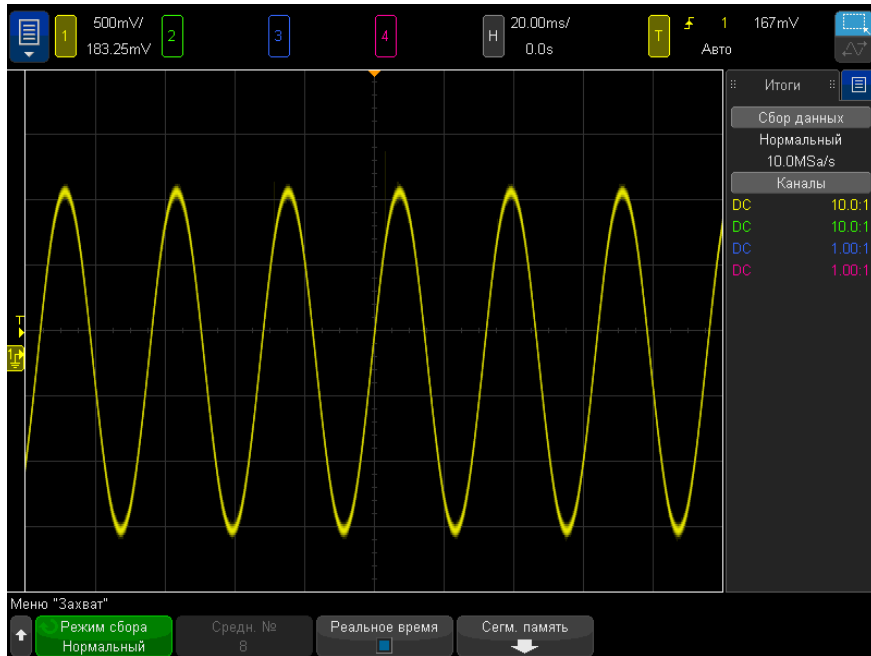 1
500mV/
183.25mV
2
3
4
H
20.00ms/
0.0s
T
1
167mV
Авто
Итоги
Сбор данных
Нормальный
10.0MSa/s
Каналы
DC 10.0:1
DC 10.0:1
DC 1.00:1
DC 1.00:1
T
1
Меню "Захват"
Режим сбора
Нормальный
Средн. №
8
Реальное время
Сегм. память